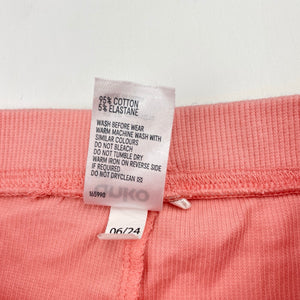 95% COTTON
5% ELASTANE
WASH BEFORE WEAR
WARM MACHINE WASH WITH
SIMILAR COLOURS
DO NOT BLEACH
DO NOT TUMBLE DRY
WARM IRON ON REVERSE SIDE
IF REQUIRED
DO NOT DRYCLEAN
06/24